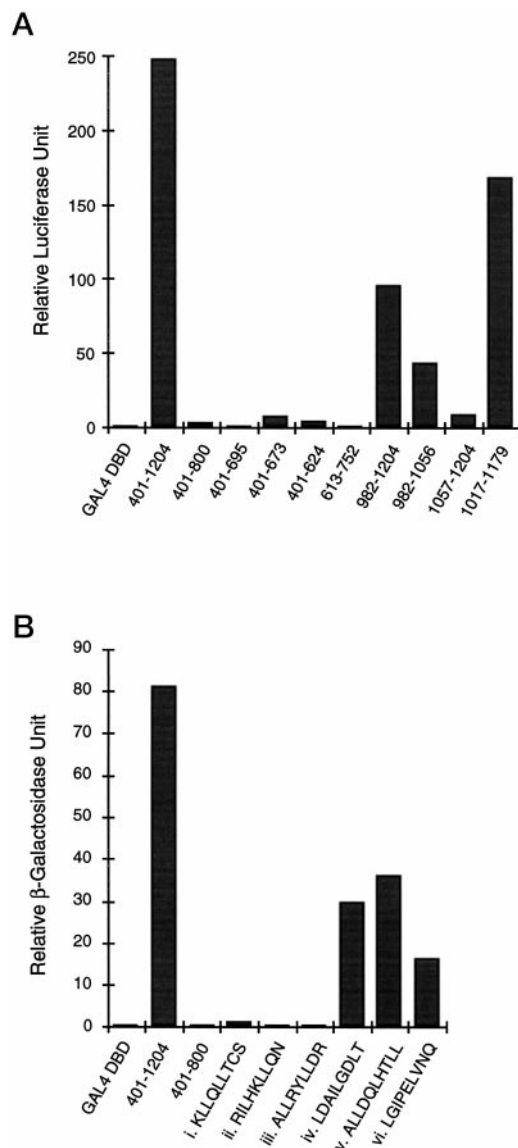 A
Relative Luciferase Unit
250
200
150
100
50
0
GAL4 DBD
401-1204
401-800
401-695
401-673
401-624
613-752
982-1204
982-1056
1057-1204
1017-1179
B
Relative β-Galactosidase Unit
90
80
70
60
50
40
30
20
10
0
GAL4 DBD
401-1204
401-800
i. KLLQLLTCS
ii. RILHKLLQN
iii. ALLRYLLDR
iv. LDAILGDLT
v. ALLDQLHTLL
vi. LGIPELVNQ